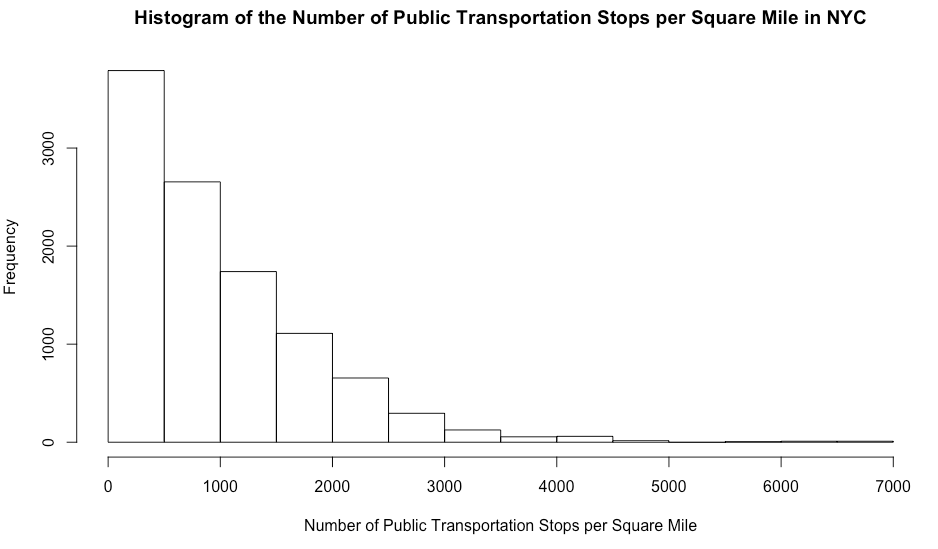 Histogram of the Number of Public Transportation Stops per Square Mile in NYC
Frequency
3000
2000
1000
0
0 1000 2000 3000 4000 5000 6000 7000
Number of Public Transportation Stops per Square Mile